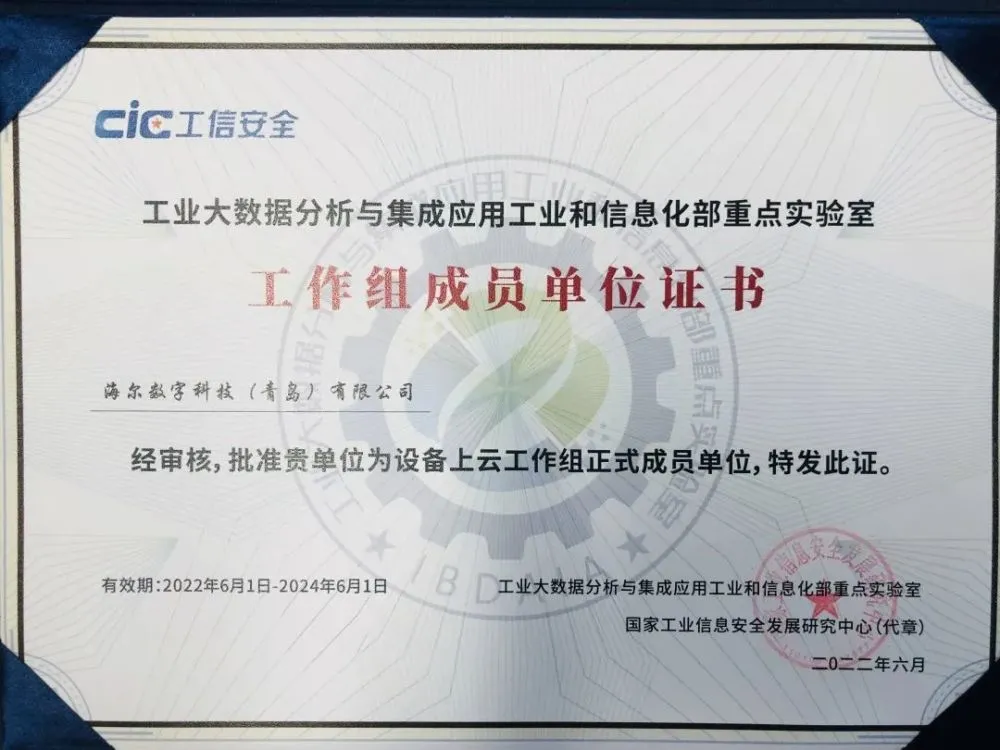 cic工信安全
工业大数据分析与集成应用工业和信息化部重点实验室
工作组成员单位证书
海尔数字科技（青岛）有限公司
经审核,批准贵单位为设备上云工作组正式成员单位,特发此证。
有效期:2022年6月1日-2024年6月1日
工业大数据分析与集成应用工业和信息化部重点实验室
国家工业信息安全发展研究中心(代章)
二〇二二年六月
IBDAIA